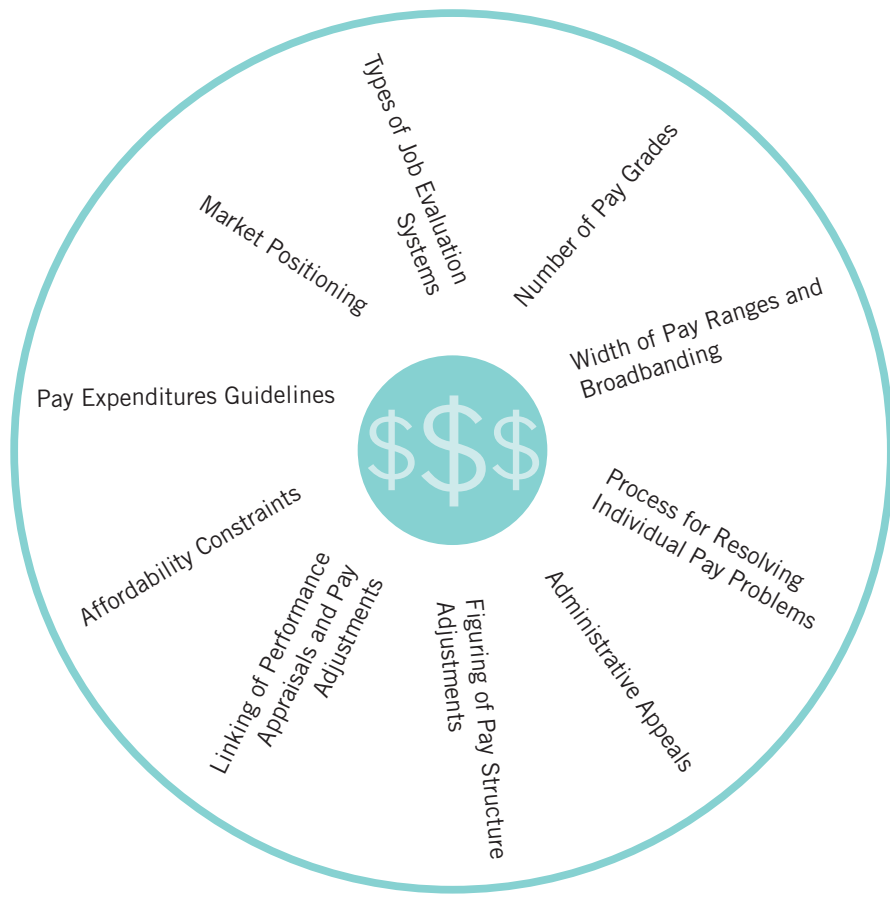 Types of Job Evaluation
Systems
Number of Pay Grades
Width of Pay Ranges and
Broadbanding
Process for Resolving
Individual Pay Problems
Administrative Appeals
Figuring of Pay Structure
Adjustments
Linking of Performance
Appraisals and Pay
Adjustments
Affordability Constraints
Pay Expenditures Guidelines
Market Positioning
$$$